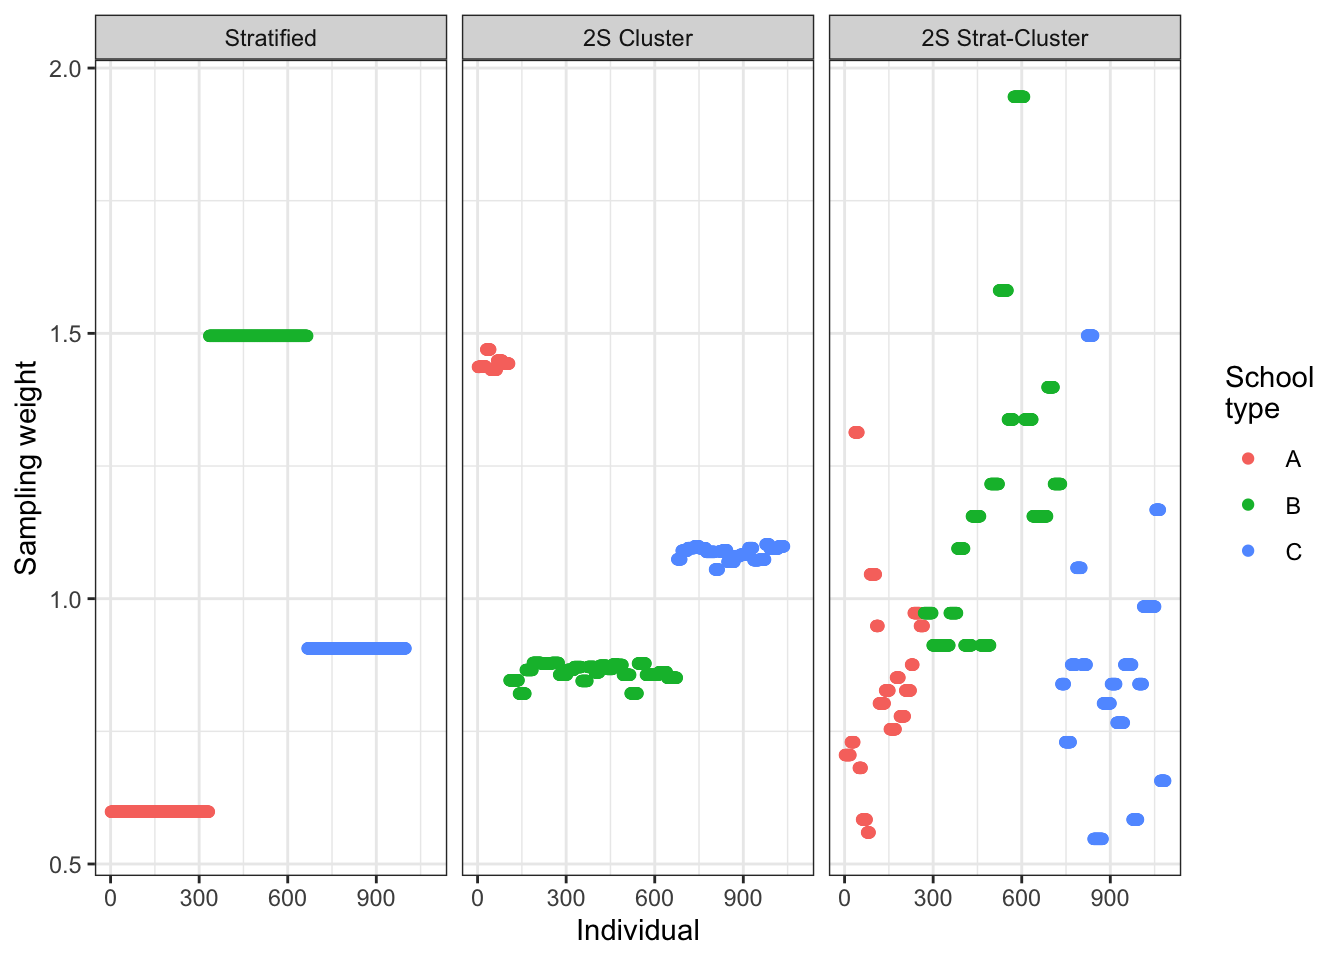 Stratified
2S Cluster
2S Strat-Cluster
2.0
1.5
1.0
0.5
Sampling weight
0 300 600 900
0 300 600 900
0 300 600 900
Individual
School
type
A
B
C